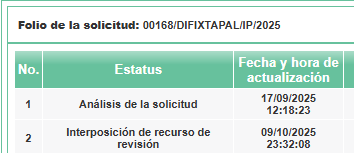 Folio de la solicitud: 00168/DIFIXTAPAL/IP/2025
No. Estatus Fecha y hora de actualización
1 Análisis de la solicitud 17/09/2025 12:18:23
2 Interposición de recurso de revisión 09/10/2025 23:32:08